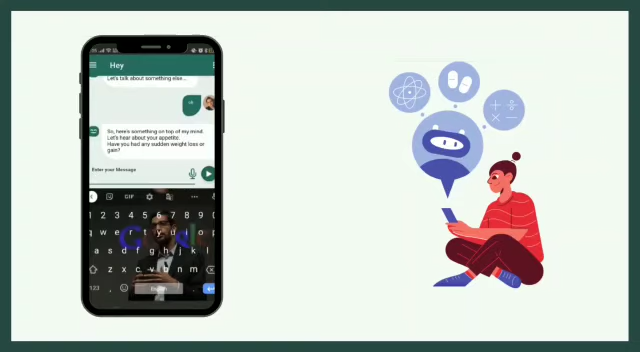 Hey
Let's talk about something else...
ok
So, here's something on top of my mind.
Let's hear about your appetite.
Have you had any sudden weight loss or
gain?
Enter your Message
GIF
1 2 3 4 5 6 7 8 9 0
q w e r t y u i o p
a s d f g h j k l
z x c v b n m
?123 , English .